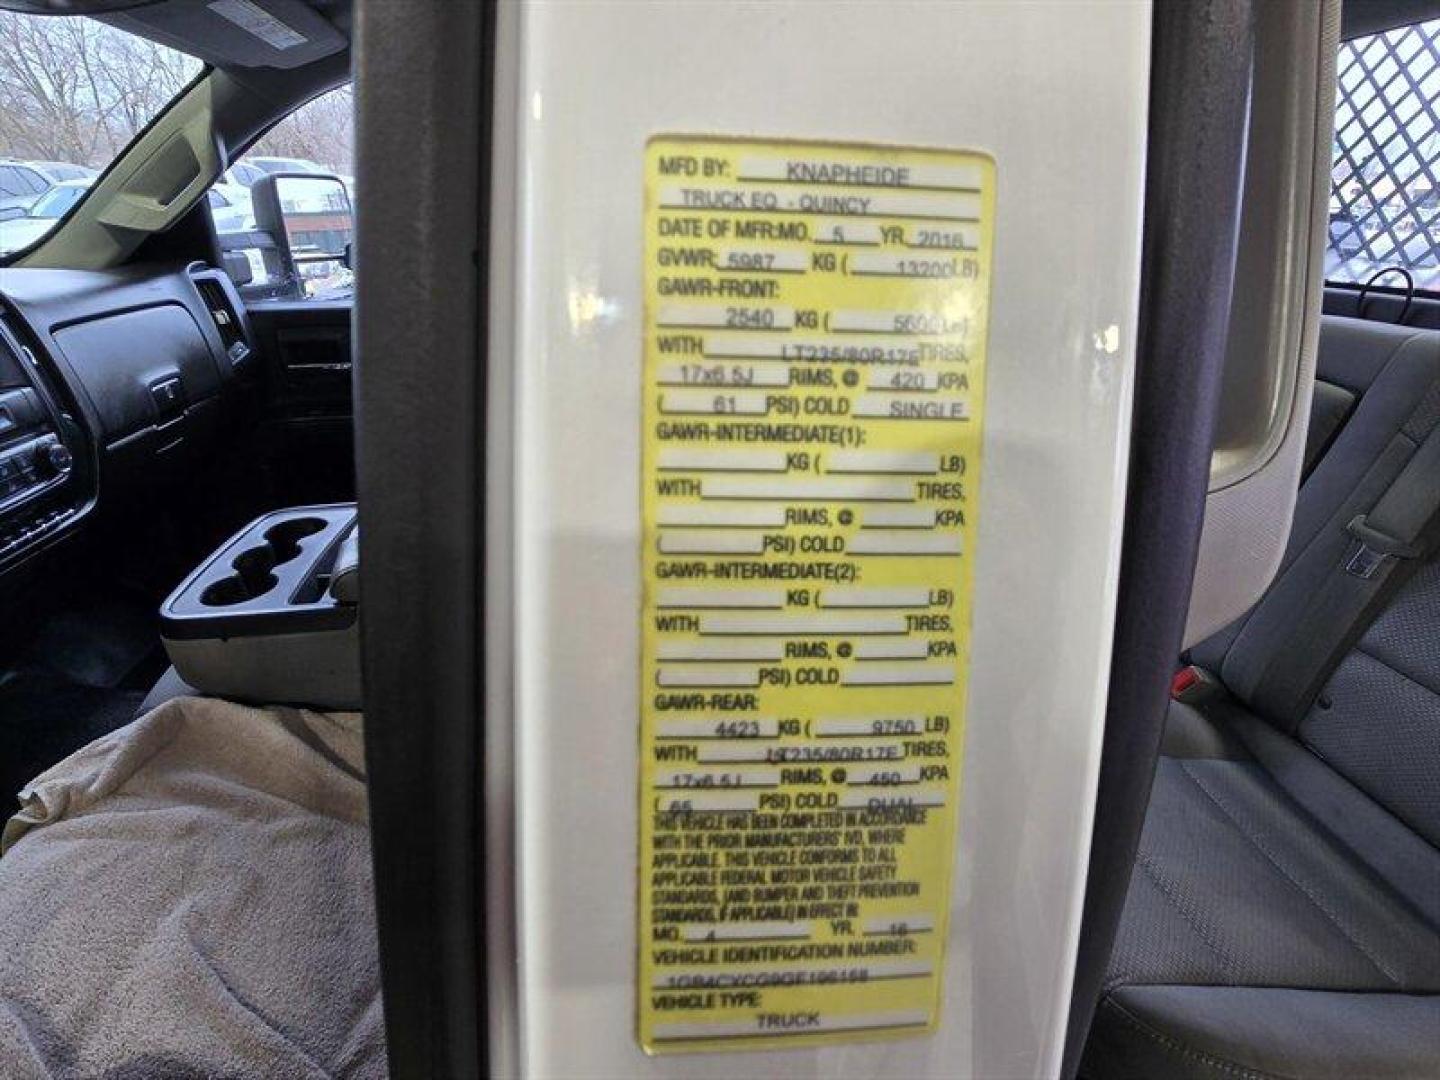 MFD BY: KNAPHEIDE
TRUCK EQ - QUINCY
DATE OF MFR:MO. 5 YR. 2016
GVWR: 5987 KG ( 13200LB)
GAWR-FRONT:
2540 KG ( 5600LB)
WITH LT235/80R17E TIRES,
17x6.5J RIMS, @ 420 KPA
( 61 PSI) COLD SINGLE
GAWR-INTERMEDIATE(1):
KG ( LB)
WITH TIRES,
RIMS, @ KPA
( PSI) COLD
GAWR-INTERMEDIATE(2):
KG ( LB)
WITH TIRES,
RIMS, @ KPA
( PSI) COLD
GAWR-REAR:
4423 KG ( 9750 LB)
WITH LT235/80R17E TIRES,
17x6.5J RIMS, @ 450 KPA
( 65 PSI) COLD DUAL
THIS VEHICLE HAS BEEN COMPLETED IN ACCORDANCE
WITH THE PRIOR MANUFACTURERS' IVD, WHERE
APPLICABLE. THIS VEHICLE CONFORMS TO ALL
APPLICABLE FEDERAL MOTOR VEHICLE SAFETY
STANDARDS, [AND BUMPER AND THEFT PREVENTION
STANDARDS, IF APPLICABLE] IN EFFECT IN:
MO. 4 YR. 16
VEHICLE IDENTIFICATION NUMBER:
1GB4CYCG9GF196158
VEHICLE TYPE:
TRUCK